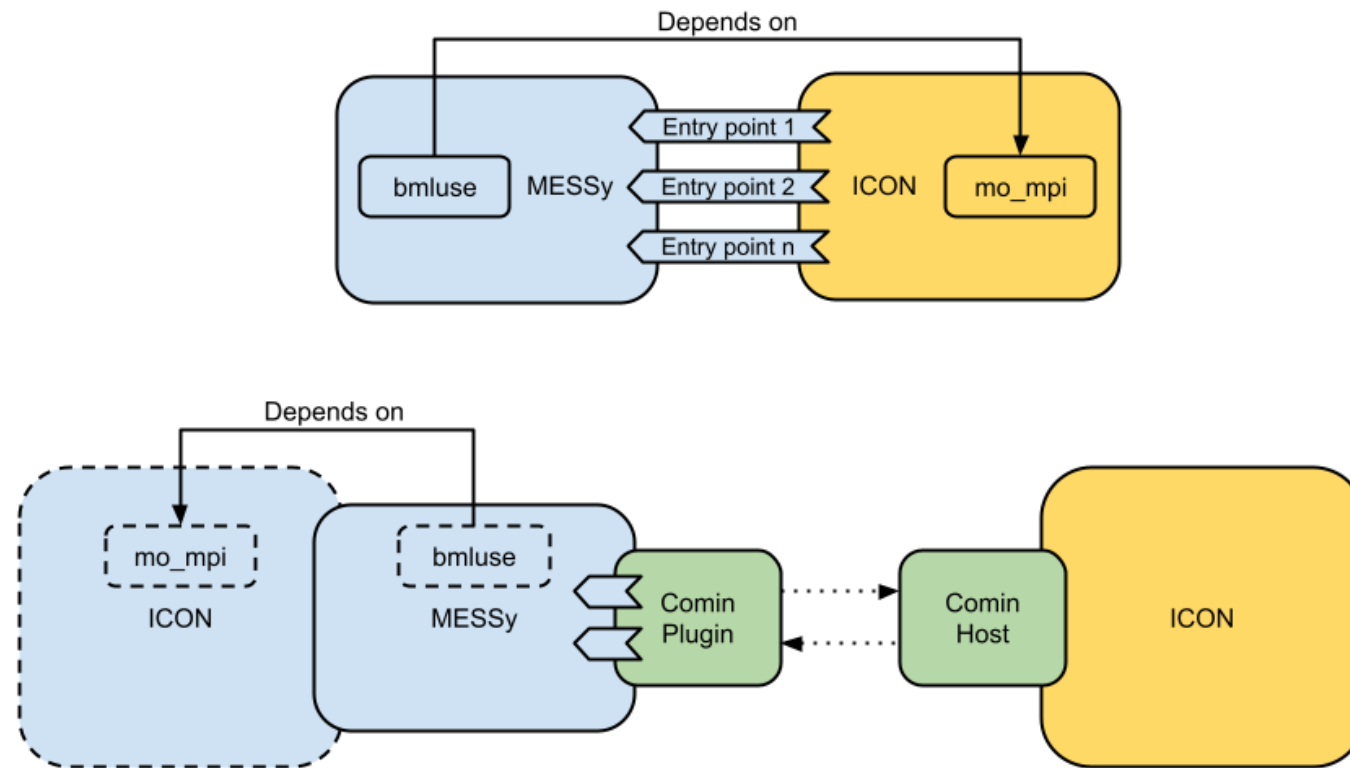 Depends on
Entry point 1
bmluse
MESSy
Entry point 2
ICON
mo_mpi
Entry point n
Depends on
mo_mpi
ICON
bmluse
MESSy
Comin
Plugin
Comin
Host
ICON